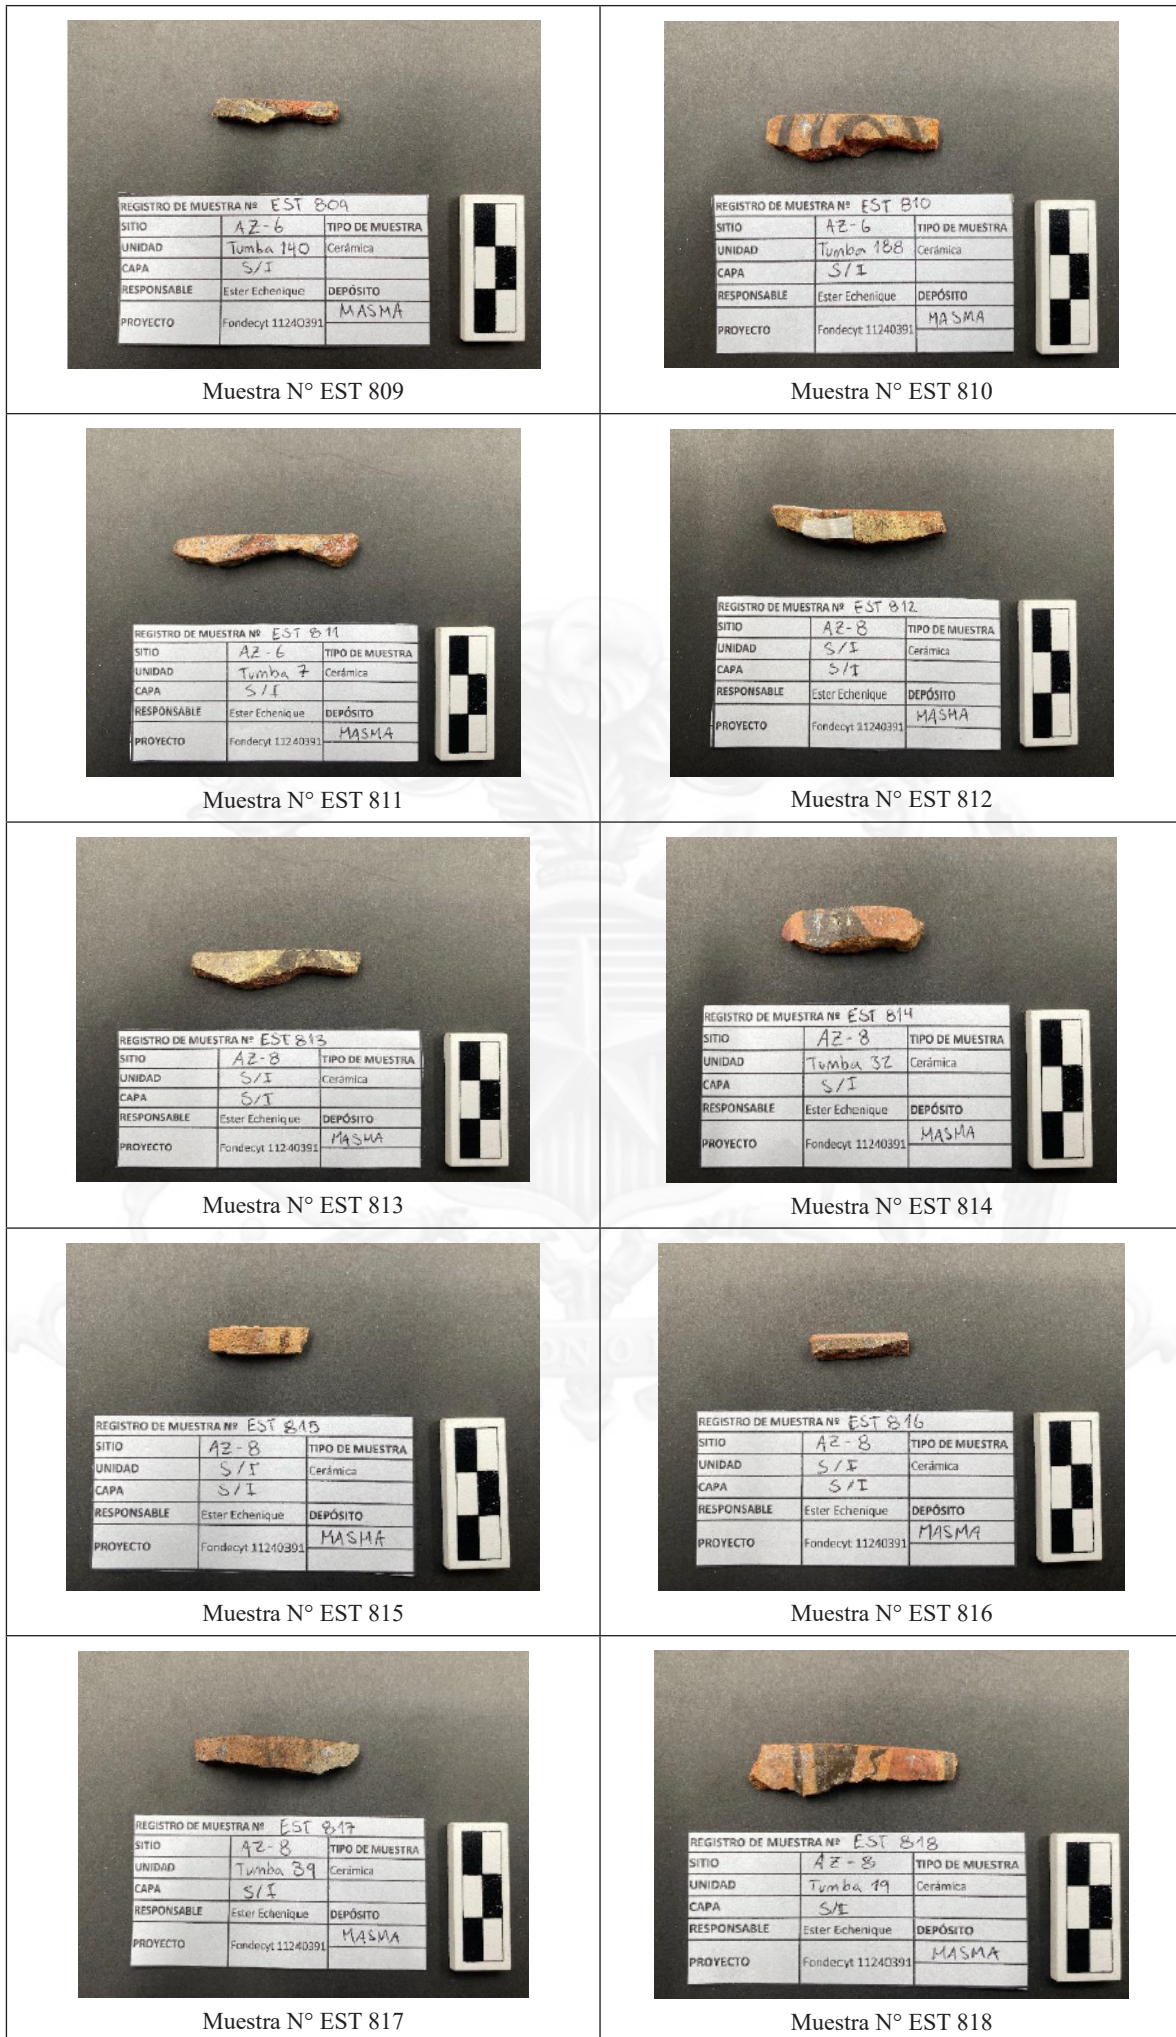 REGISTRO DE MUESTRA Nº EST 809
SITIO AZ-6 TIPO DE MUESTRA
UNIDAD Tumba 140 Cerámica
CAPA S/I
RESPONSABLE Ester Echenique DEPÓSITO
PROYECTO Fondecyt 11240391 MASMA
Muestra N° EST 809
REGISTRO DE MUESTRA Nº EST 810
SITIO AZ-6 TIPO DE MUESTRA
UNIDAD Tumba 188 Cerámica
CAPA S/I
RESPONSABLE Ester Echenique DEPÓSITO
PROYECTO Fondecyt 11240391 MASMA
Muestra N° EST 810
REGISTRO DE MUESTRA Nº EST 811
SITIO AZ-6 TIPO DE MUESTRA
UNIDAD Tumba 7 Cerámica
CAPA S/I
RESPONSABLE Ester Echenique DEPÓSITO
PROYECTO Fondecyt 11240391 MASMA
Muestra N° EST 811
REGISTRO DE MUESTRA Nº EST 812
SITIO AZ-8 TIPO DE MUESTRA
UNIDAD S/I Cerámica
CAPA S/I
RESPONSABLE Ester Echenique DEPÓSITO
PROYECTO Fondecyt 11240391 MASMA
Muestra N° EST 812
REGISTRO DE MUESTRA Nº EST 813
SITIO AZ-8 TIPO DE MUESTRA
UNIDAD S/I Cerámica
CAPA S/I
RESPONSABLE Ester Echenique DEPÓSITO
PROYECTO Fondecyt 11240391 MASMA
Muestra N° EST 813
REGISTRO DE MUESTRA Nº EST 814
SITIO AZ-8 TIPO DE MUESTRA
UNIDAD Tumba 32 Cerámica
CAPA S/I
RESPONSABLE Ester Echenique DEPÓSITO
PROYECTO Fondecyt 11240391 MASMA
Muestra N° EST 814
REGISTRO DE MUESTRA Nº EST 815
SITIO AZ-8 TIPO DE MUESTRA
UNIDAD S/I Cerámica
CAPA S/I
RESPONSABLE Ester Echenique DEPÓSITO
PROYECTO Fondecyt 11240391 MASMA
Muestra N° EST 815
REGISTRO DE MUESTRA Nº EST 816
SITIO AZ-8 TIPO DE MUESTRA
UNIDAD S/I Cerámica
CAPA S/I
RESPONSABLE Ester Echenique DEPÓSITO
PROYECTO Fondecyt 11240391 MASMA
Muestra N° EST 816
REGISTRO DE MUESTRA Nº EST 817
SITIO AZ-8 TIPO DE MUESTRA
UNIDAD Tumba 39 Cerámica
CAPA S/I
RESPONSABLE Ester Echenique DEPÓSITO
PROYECTO Fondecyt 11240391 MASMA
Muestra N° EST 817
REGISTRO DE MUESTRA Nº EST 818
SITIO AZ-8 TIPO DE MUESTRA
UNIDAD Tumba 19 Cerámica
CAPA S/I
RESPONSABLE Ester Echenique DEPÓSITO
PROYECTO Fondecyt 11240391 MASMA
Muestra N° EST 818